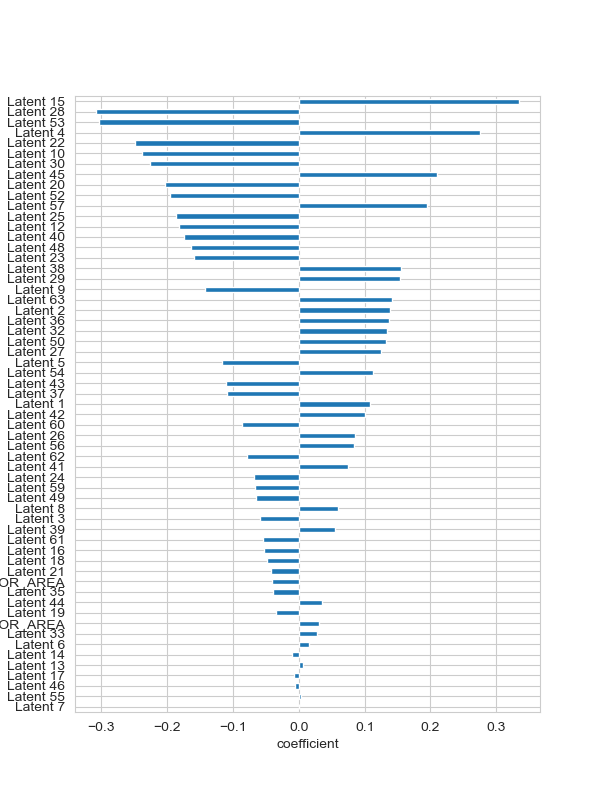 Latent 15
Latent 28
Latent 53
Latent 4
Latent 22
Latent 10
Latent 30
Latent 45
Latent 20
Latent 52
Latent 57
Latent 25
Latent 12
Latent 40
Latent 48
Latent 23
Latent 38
Latent 29
Latent 9
Latent 63
Latent 2
Latent 36
Latent 32
Latent 50
Latent 27
Latent 5
Latent 54
Latent 43
Latent 37
Latent 1
Latent 42
Latent 60
Latent 26
Latent 56
Latent 62
Latent 41
Latent 24
Latent 59
Latent 49
Latent 8
Latent 3
Latent 39
Latent 61
Latent 16
Latent 18
Latent 21
OR_AREA
Latent 35
Latent 44
Latent 19
OR_AREA
Latent 33
Latent 6
Latent 14
Latent 13
Latent 17
Latent 46
Latent 55
Latent 7
−0.3 −0.2 −0.1 0.0 0.1 0.2 0.3
coefficient